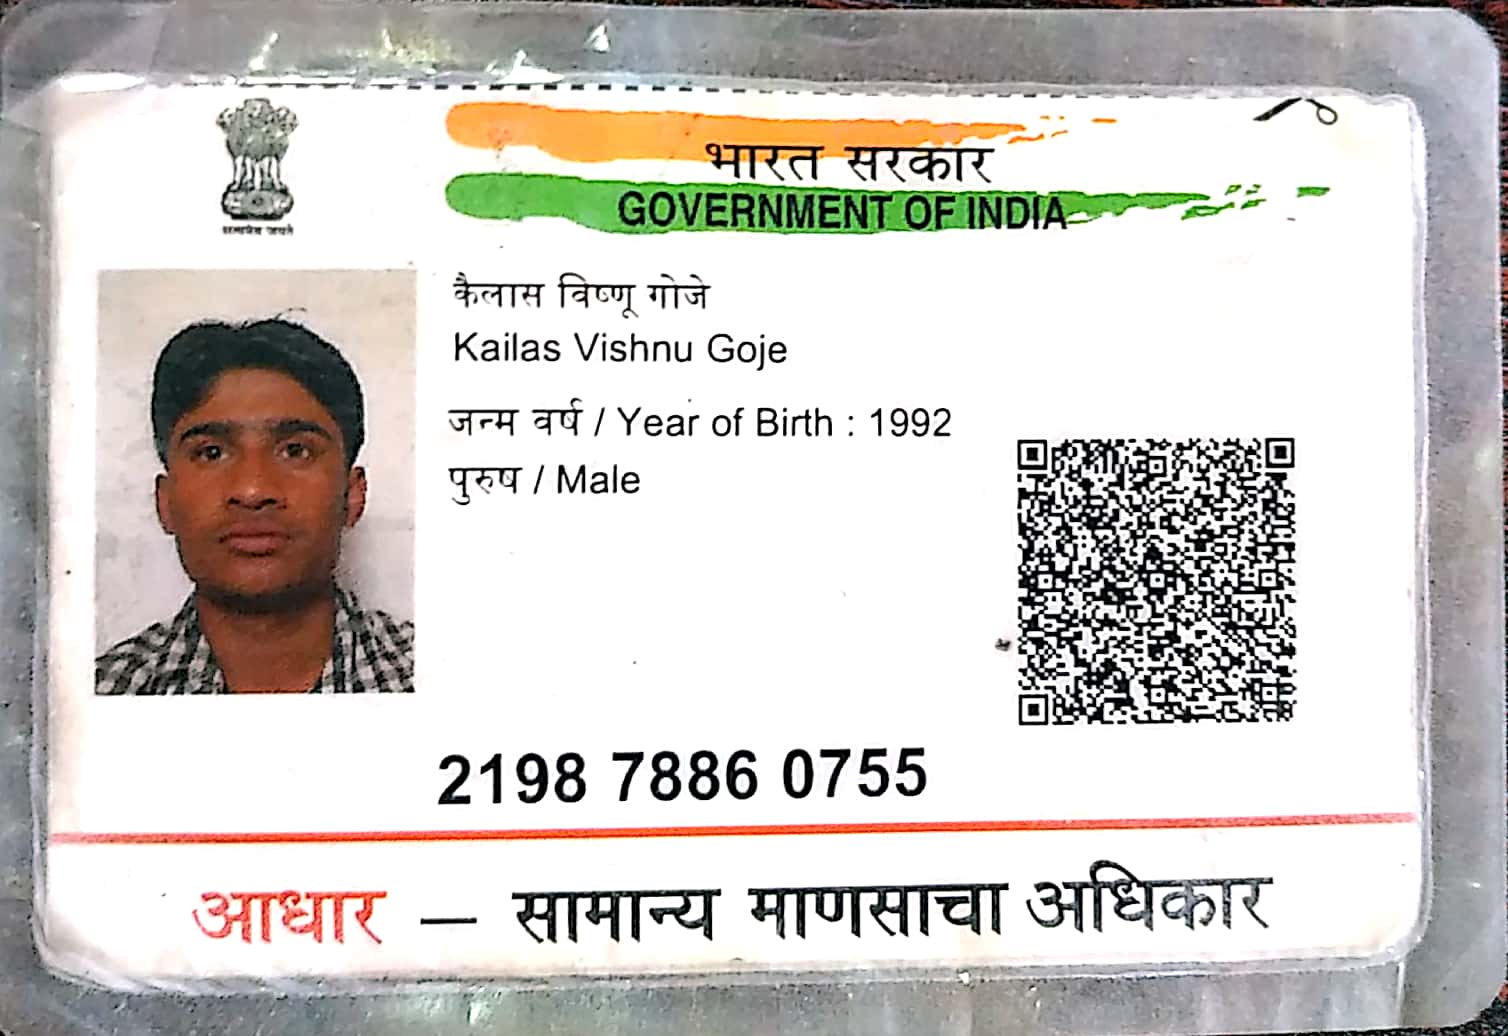 भारत सरकार
GOVERNMENT OF INDIA
सत्यमेव जयते
कैलास विष्णू गोजे
Kailas Vishnu Goje
जन्म वर्ष / Year of Birth : 1992
पुरुष / Male
2198 7886 0755
आधार — सामान्य माणसाचा अधिकार